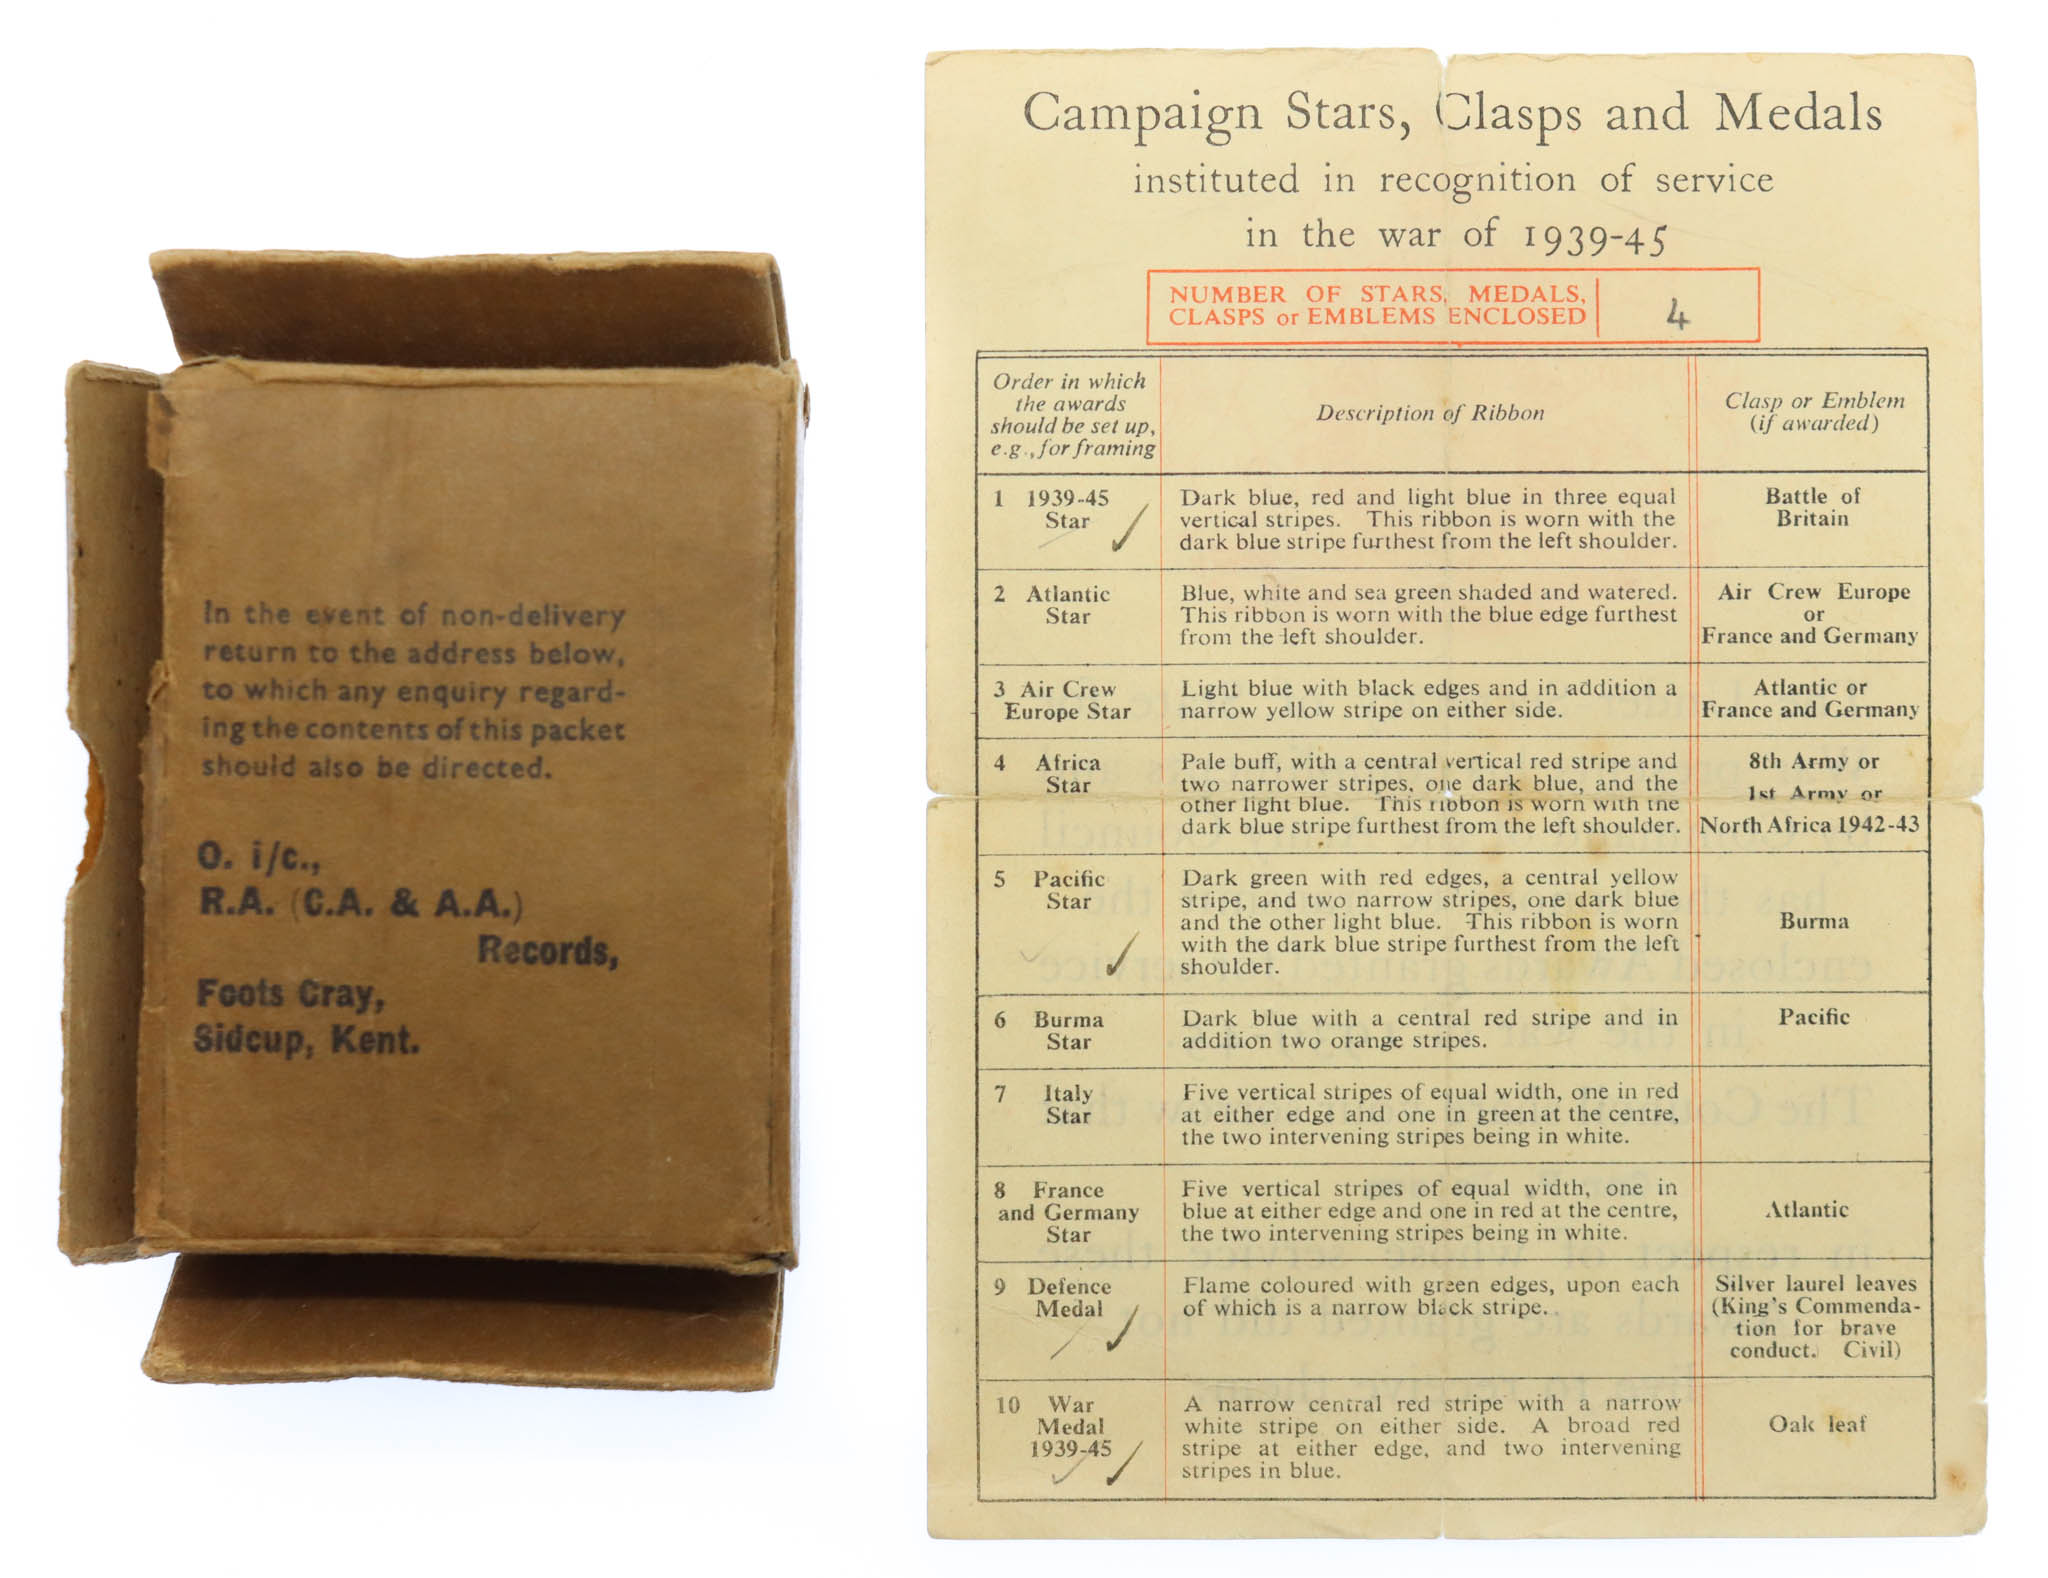 In the event of non-delivery
return to the address below,
to which any enquiry regard-
ing the contents of this packet
should also be directed.
O. i/c.,
R.A. (C.A. & A.A.)
Records,
Foots Cray,
Sidcup, Kent.
Campaign Stars, Clasps and Medals
instituted in recognition of service
in the war of 1939-45
NUMBER OF STARS, MEDALS,
CLASPS or EMBLEMS ENCLOSED
4
Order in which
the awards
should be set up,
e.g., for framing
Description of Ribbon
Clasp or Emblem
(if awarded)
1 1939-45
Star ✓
Dark blue, red and light blue in three equal
vertical stripes. This ribbon is worn with the
dark blue stripe furthest from the left shoulder.
Battle of
Britain
2 Atlantic
Star
Blue, white and sea green shaded and watered.
This ribbon is worn with the blue edge furthest
from the left shoulder.
Air Crew Europe
or
France and Germany
3 Air Crew
Europe Star
Light blue with black edges and in addition a
narrow yellow stripe on either side.
Atlantic or
France and Germany
4 Africa
Star
Pale buff, with a central vertical red stripe and
two narrower stripes, one dark blue, and the
other light blue. This ribbon is worn with the
dark blue stripe furthest from the left shoulder.
8th Army or
1st Army or
North Africa 1942-43
5 Pacific
Star ✓
Dark green with red edges, a central yellow
stripe, and two narrow stripes, one dark blue
and the other light blue. This ribbon is worn
with the dark blue stripe furthest from the left
shoulder.
Burma
6 Burma
Star
Dark blue with a central red stripe and in
addition two orange stripes.
Pacific
7 Italy
Star
Five vertical stripes of equal width, one in red
at either edge and one in green at the centre,
the two intervening stripes being in white.
8 France
and Germany
Star
Five vertical stripes of equal width, one in
blue at either edge and one in red at the centre,
the two intervening stripes being in white.
Atlantic
9 Defence
Medal ✓
Flame coloured with green edges, upon each
of which is a narrow black stripe.
Silver laurel leaves
(King's Commenda-
tion for brave
conduct. Civil)
10 War
Medal
1939-45 ✓
A narrow central red stripe with a narrow
white stripe on either side. A broad red
stripe at either edge, and two intervening
stripes in blue.
Oak leaf